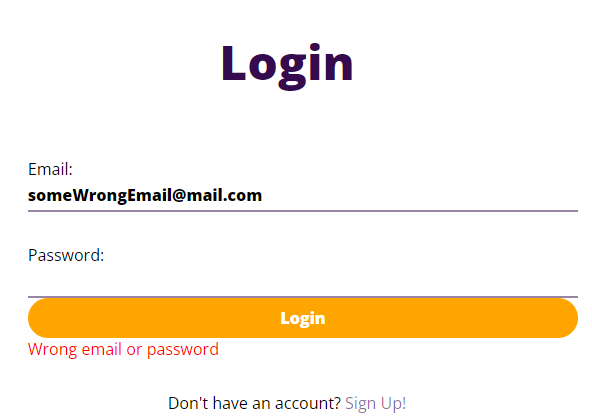 Login
Email:
someWrongEmail@mail.com
Password:
Login
Wrong email or password
Don't have an account? Sign Up!